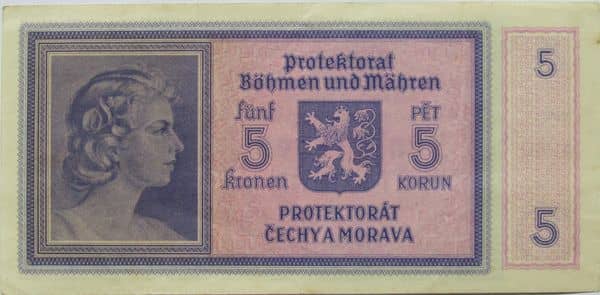 Protektorat
Böhmen und Mähren
fünf
PĚT
5
5
kronen
KORUN
PROTEKTORÁT
ČECHY A MORAVA
5
5